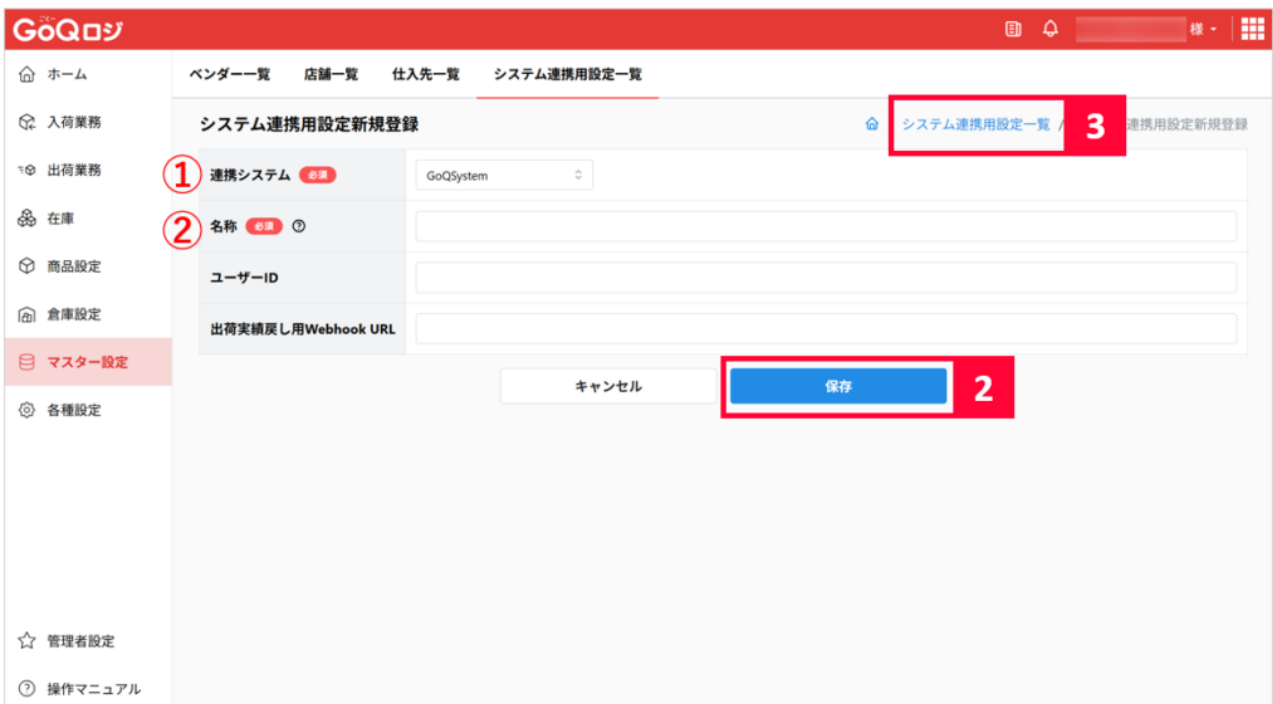 ごくー
GoQロジ
様
ホーム
ベンダー一覧 店舗一覧 仕入先一覧 システム連携用設定一覧
入荷業務
システム連携用設定新規登録
システム連携用設定一覧 / 3 連携用設定新規登録
出荷業務
① 連携システム 必須 GoQSystem
在庫
② 名称 必須 ?
商品設定
ユーザーID
倉庫設定
出荷実績戻し用Webhook URL
マスター設定
キャンセル 保存 2
各種設定
管理者設定
操作マニュアル